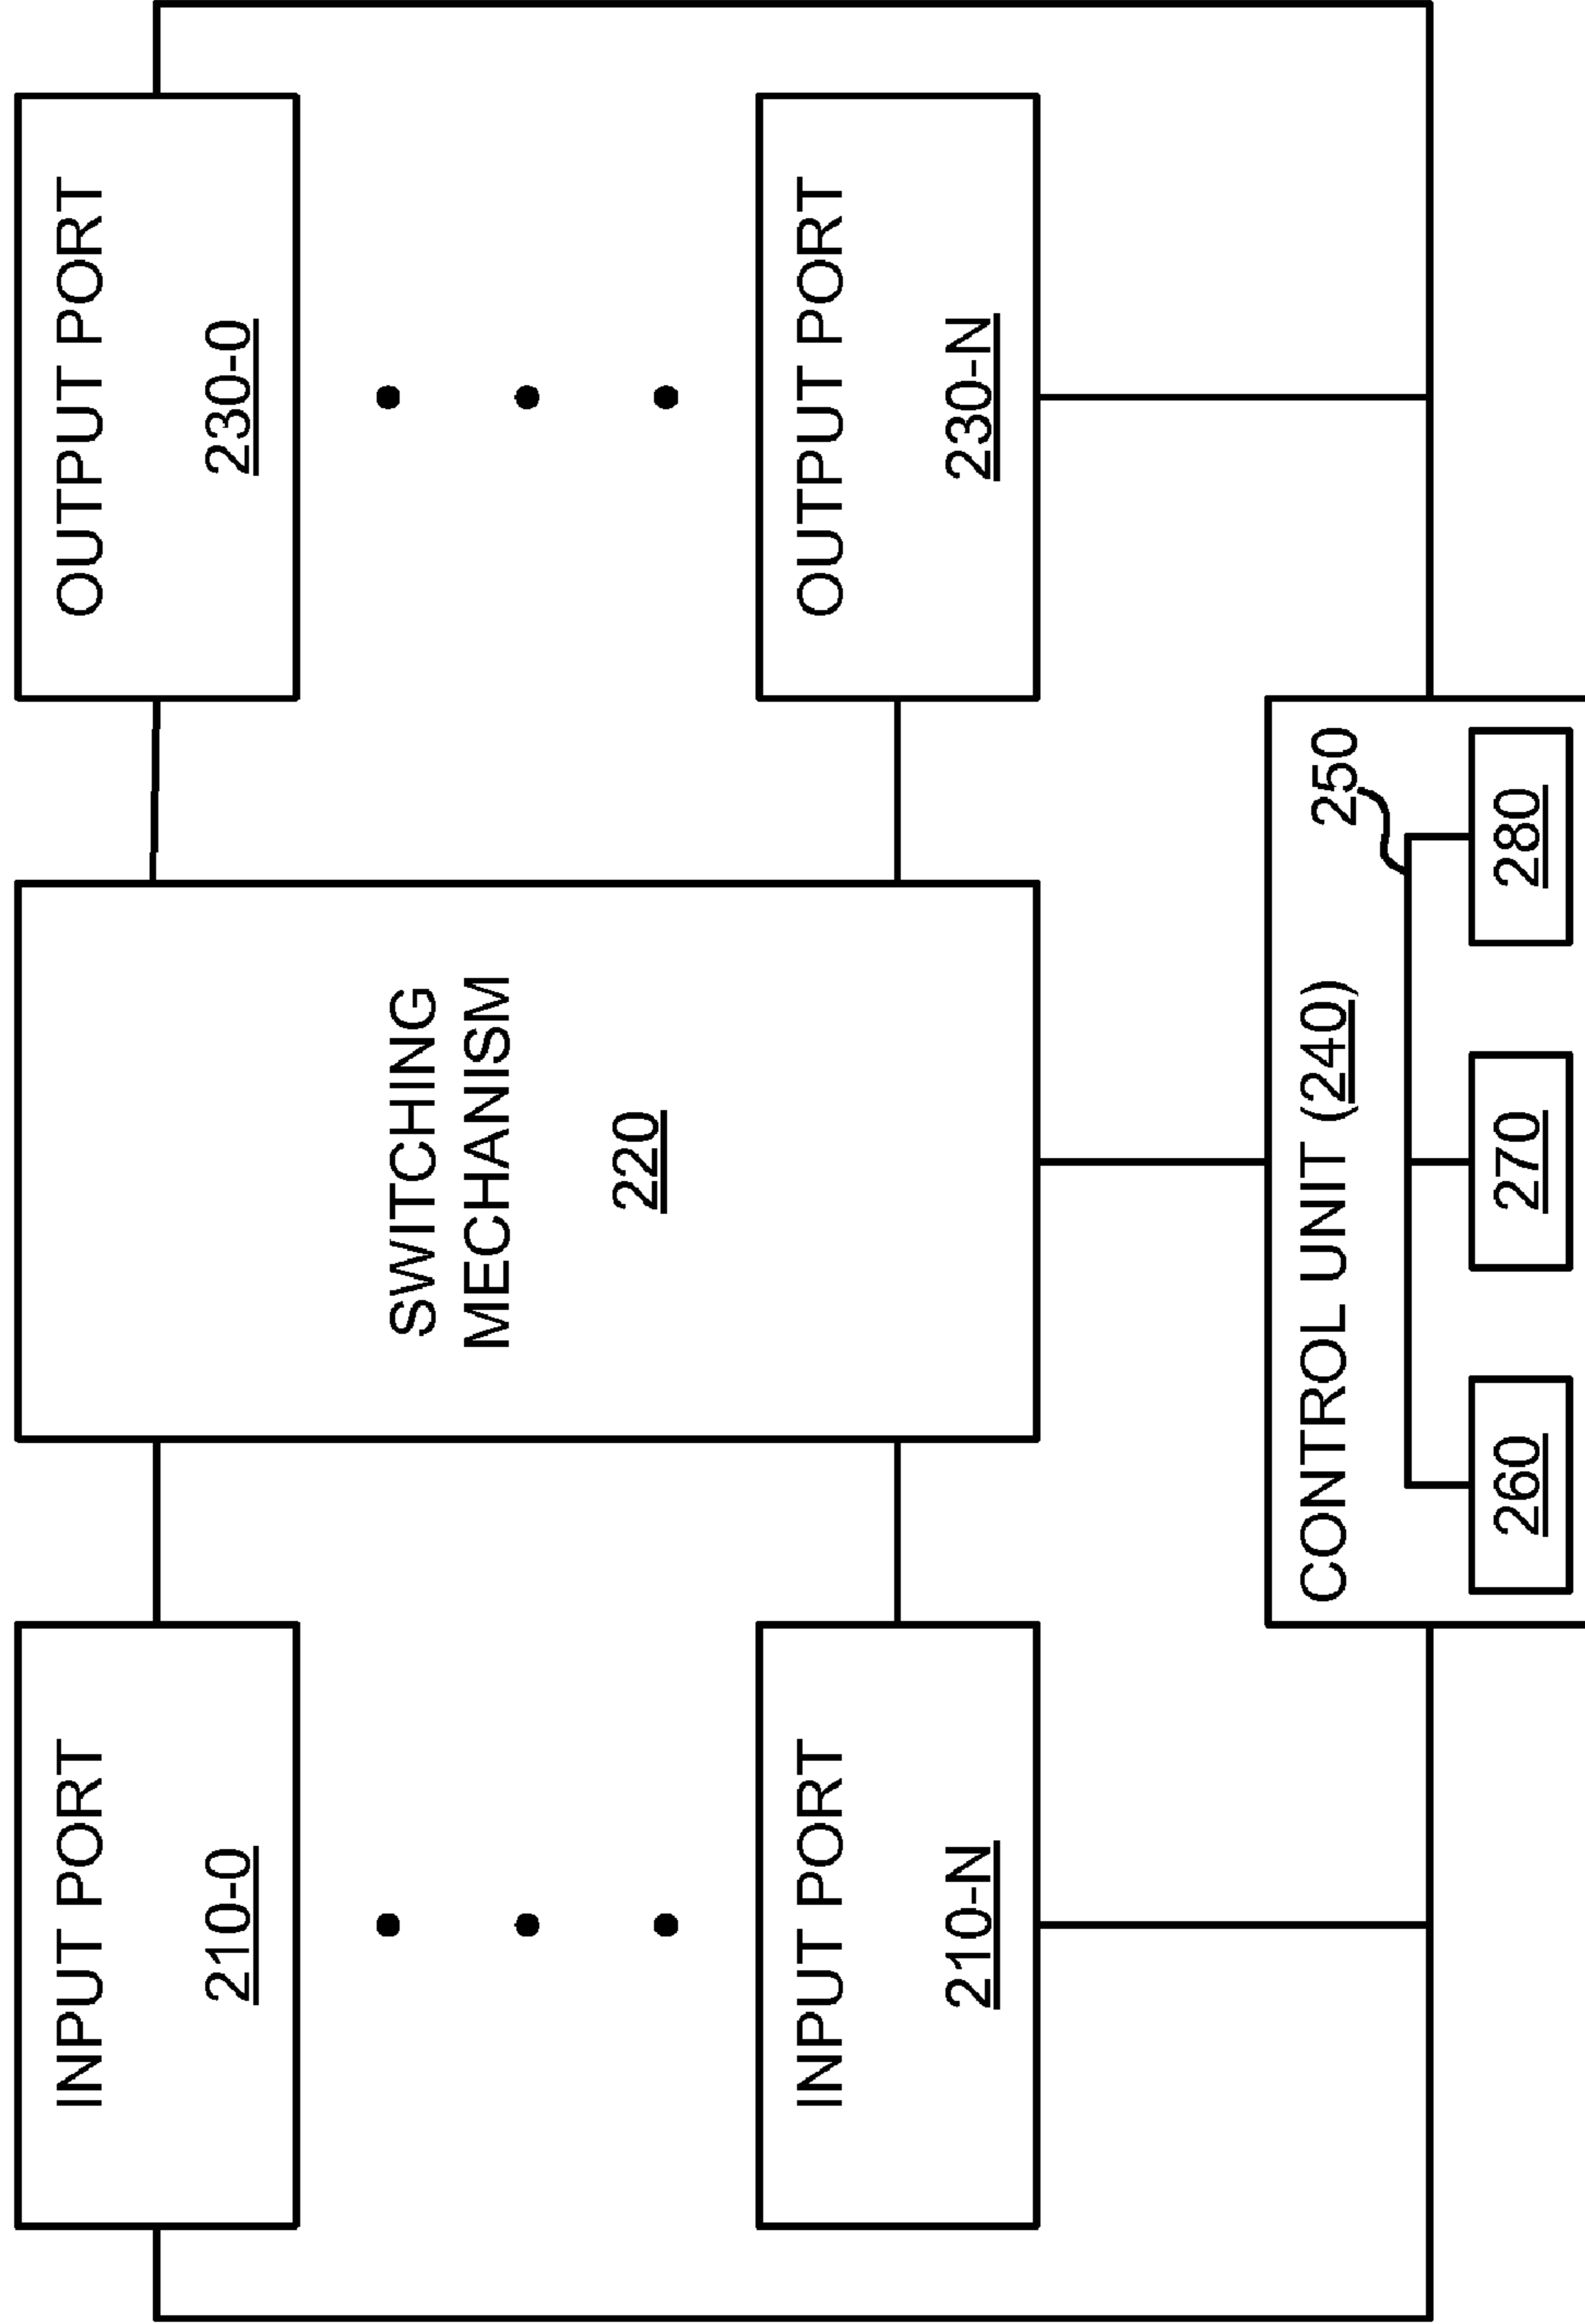 INPUT PORT
210-0
SWITCHING
MECHANISM
220
OUTPUT PORT
230-0
INPUT PORT
210-N
OUTPUT PORT
230-N
CONTROL UNIT (240)
250
260
270
280